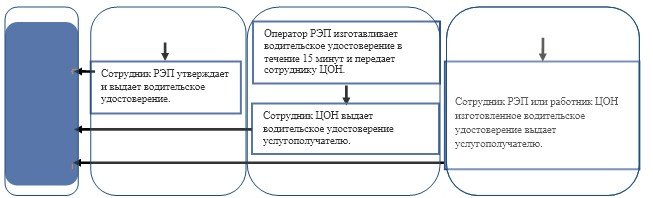 Сотрудник РЭП утверждает
и выдает водительское
удостоверение.
Оператор РЭП изготавливает
водительское удостоверение в
течение 15 минут и передает
сотруднику ЦОН.
Сотрудник ЦОН выдает
водительское удостоверение
услугополучателю.
Сотрудник РЭП или работник ЦОН
изготовленное водительское
удостоверение выдает
услугополучателю.